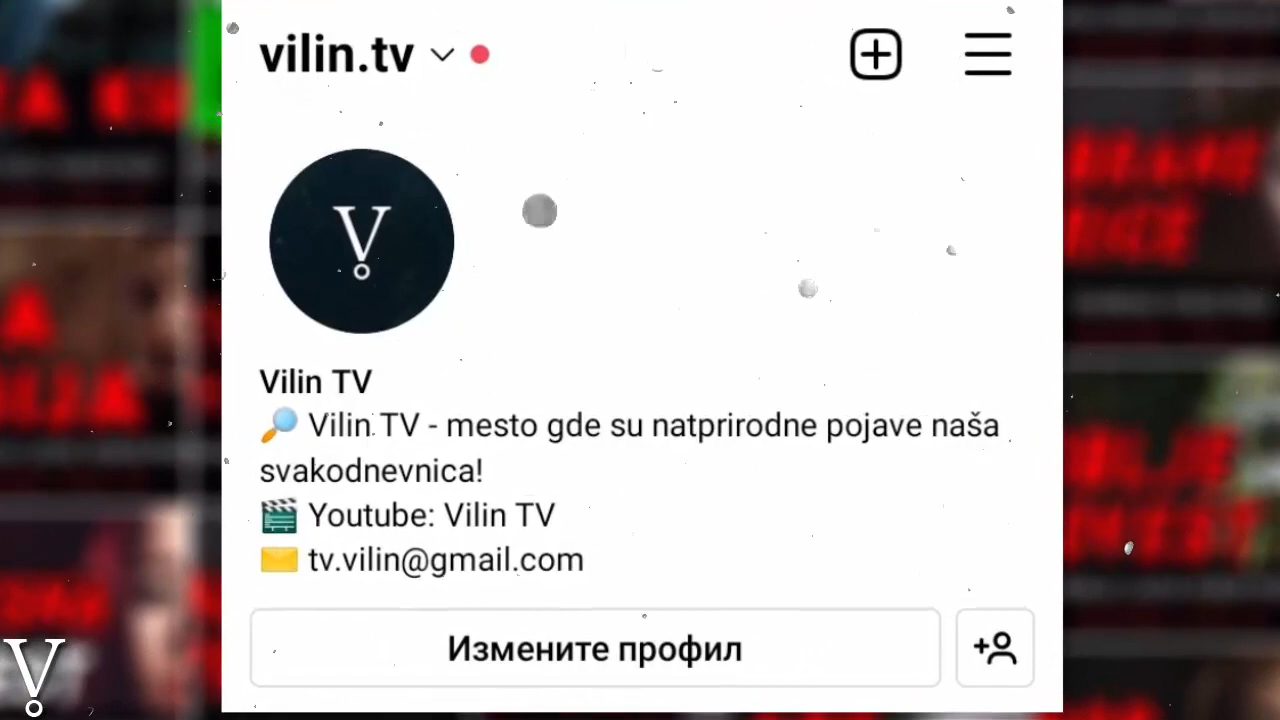 vilin.tv
Vilin TV
🔎 Vilin TV - mesto gde su natprirodne pojave naša
svakodnevnica!
🎬 Youtube: Vilin TV
✉️ tv.vilin@gmail.com
Измените профил